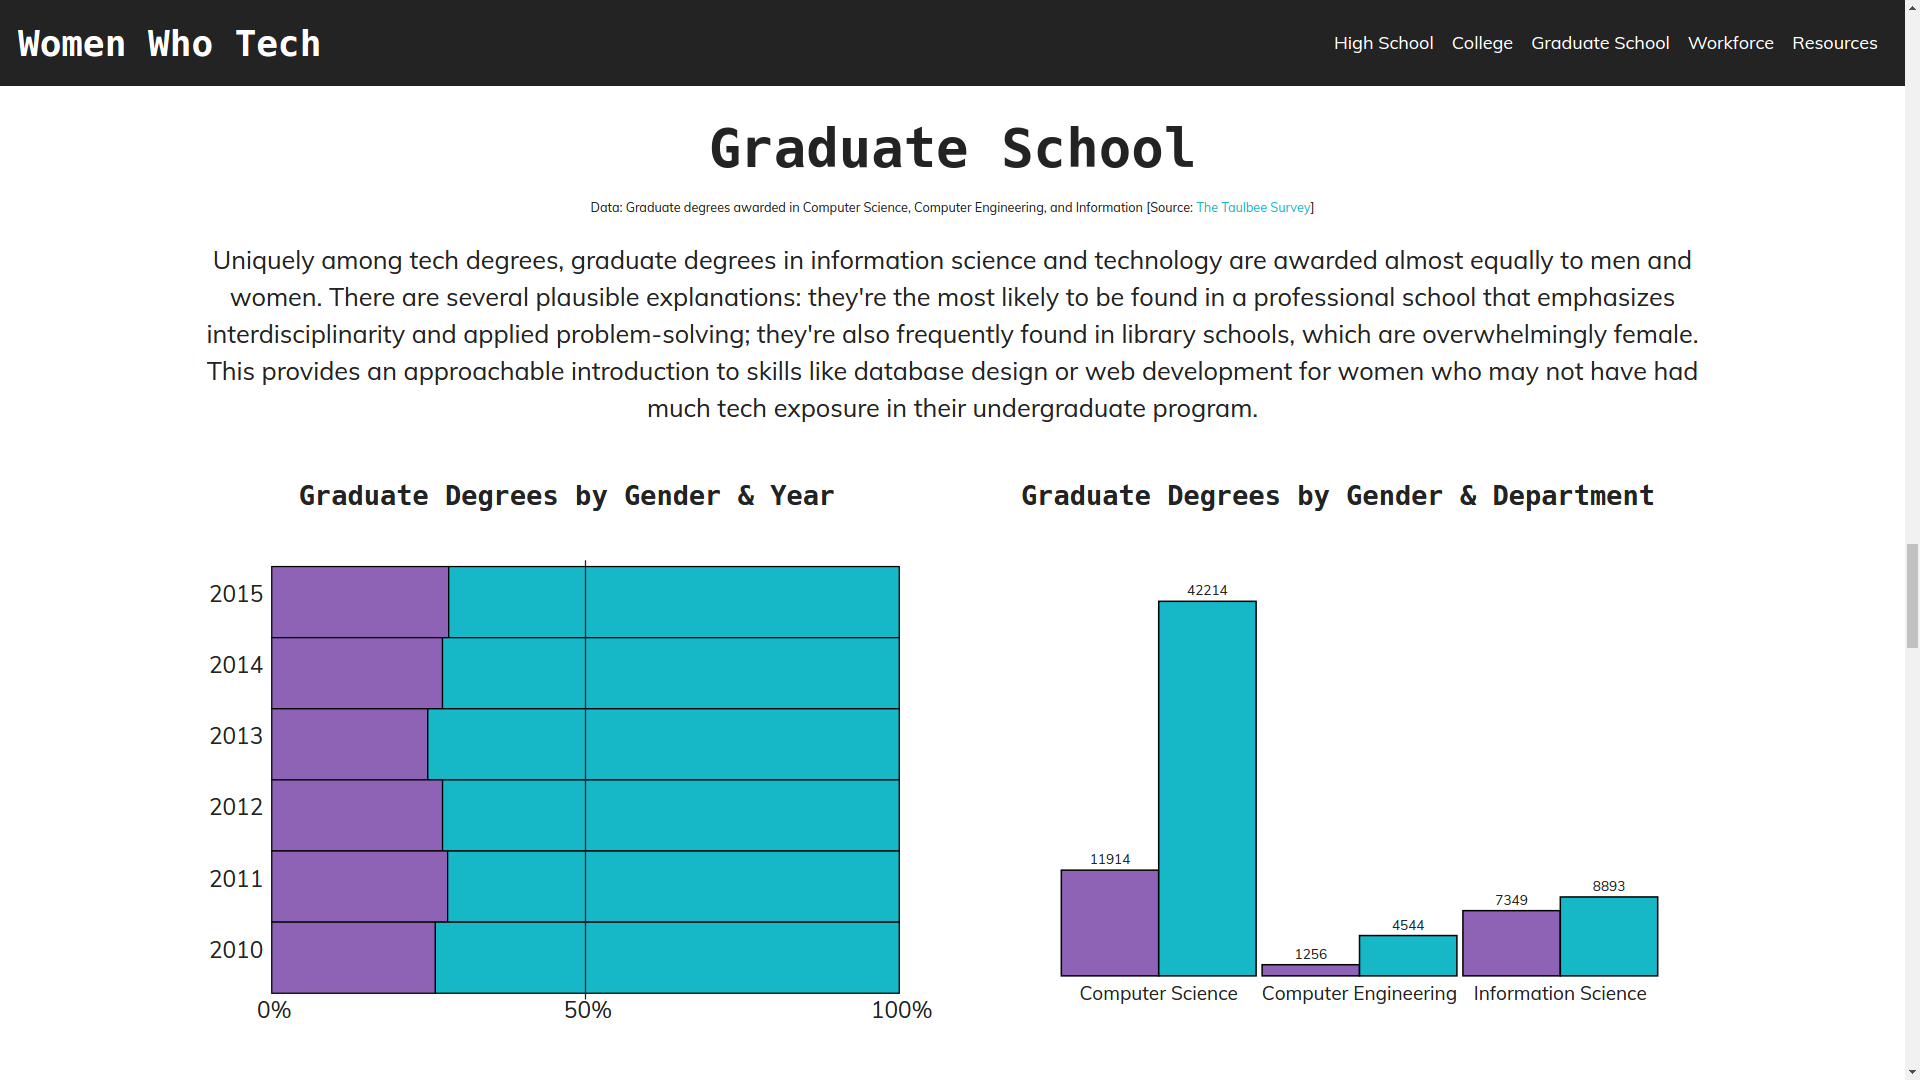 Women Who Tech
High School College Graduate School Workforce Resources
Graduate School
Data: Graduate degrees awarded in Computer Science, Computer Engineering, and Information [Source: The Taulbee Survey]
Uniquely among tech degrees, graduate degrees in information science and technology are awarded almost equally to men and
women. There are several plausible explanations: they're the most likely to be found in a professional school that emphasizes
interdisciplinarity and applied problem-solving; they're also frequently found in library schools, which are overwhelmingly female.
This provides an approachable introduction to skills like database design or web development for women who may not have had
much tech exposure in their undergraduate program.
Graduate Degrees by Gender & Year
2015
2014
2013
2012
2011
2010
0% 50% 100%
Graduate Degrees by Gender & Department
42214
11914
8893
7349
4544
1256
Computer Science Computer Engineering Information Science